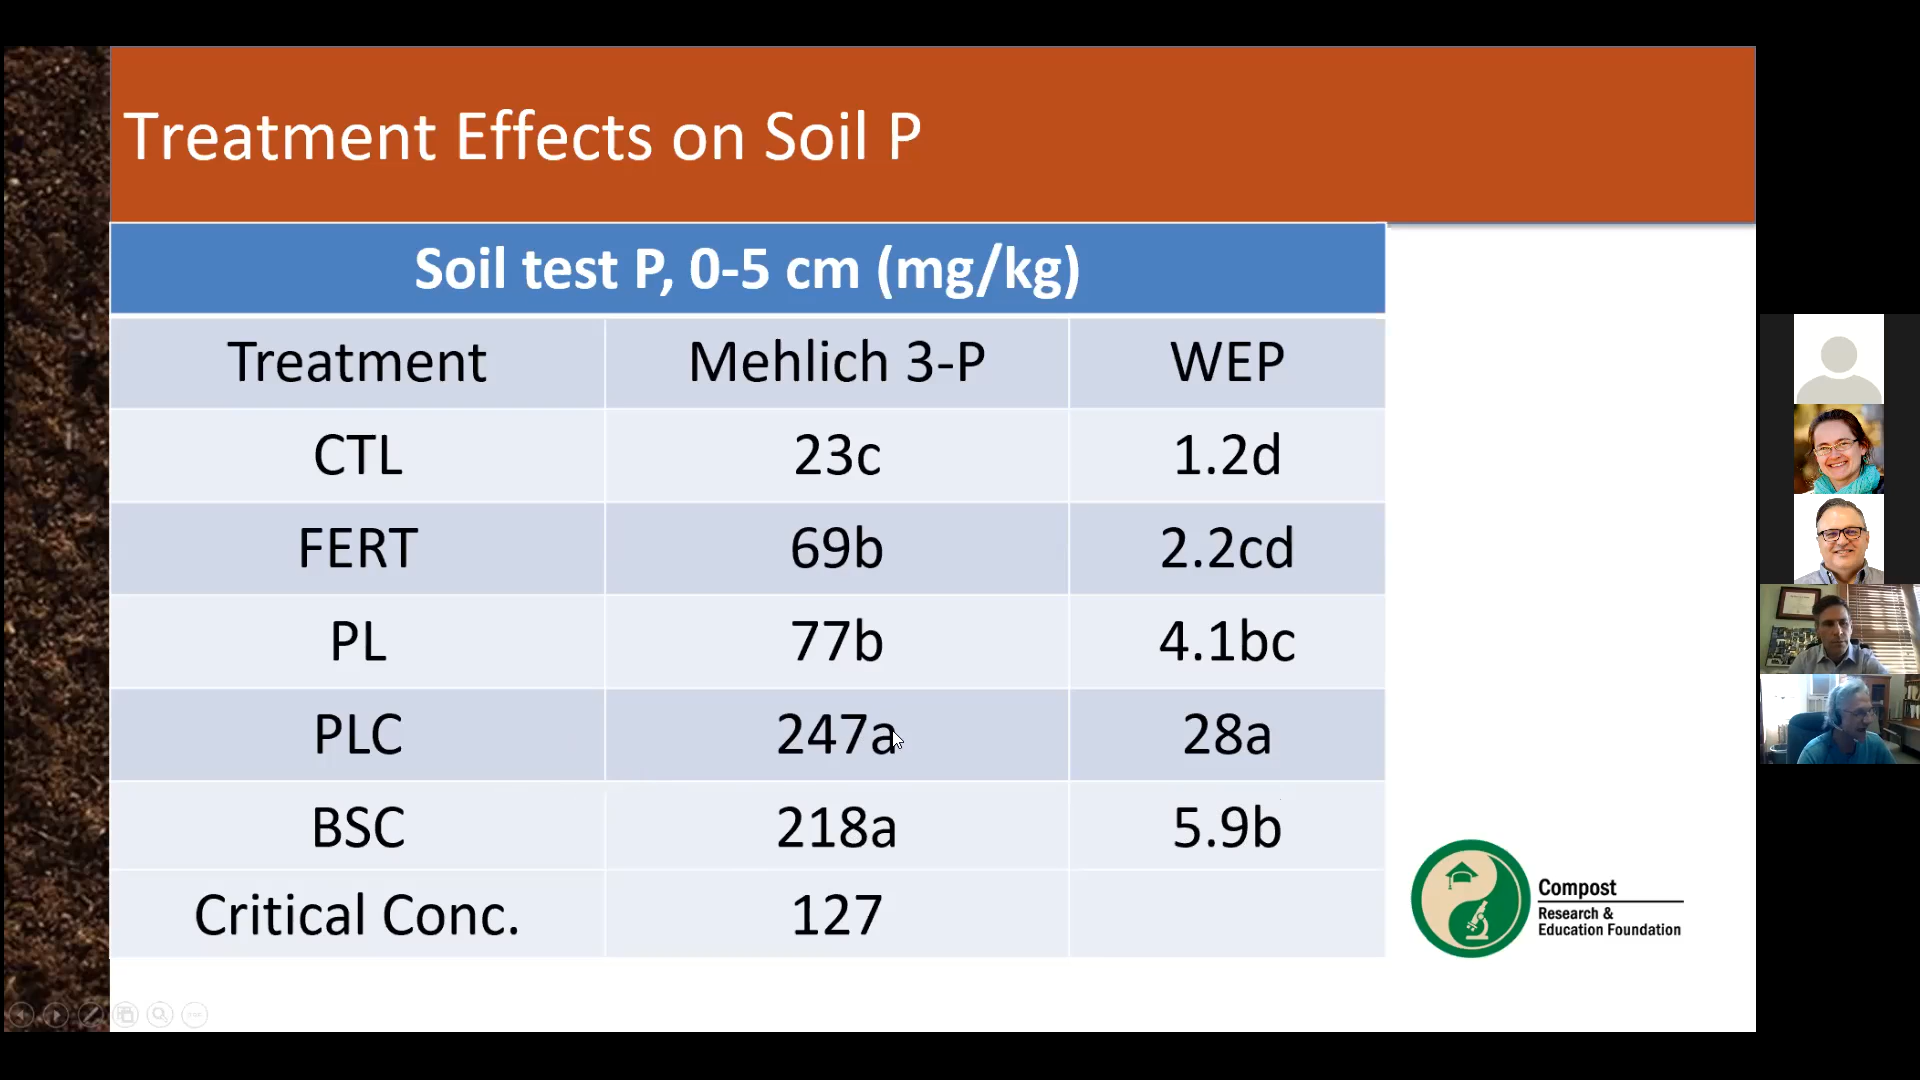 Treatment Effects on Soil P
Soil test P, 0-5 cm (mg/kg)
Treatment Mehlich 3-P WEP
CTL 23c 1.2d
FERT 69b 2.2cd
PL 77b 4.1bc
PLC 247a 28a
BSC 218a 5.9b
Critical Conc. 127
Compost
Research &
Education Foundation